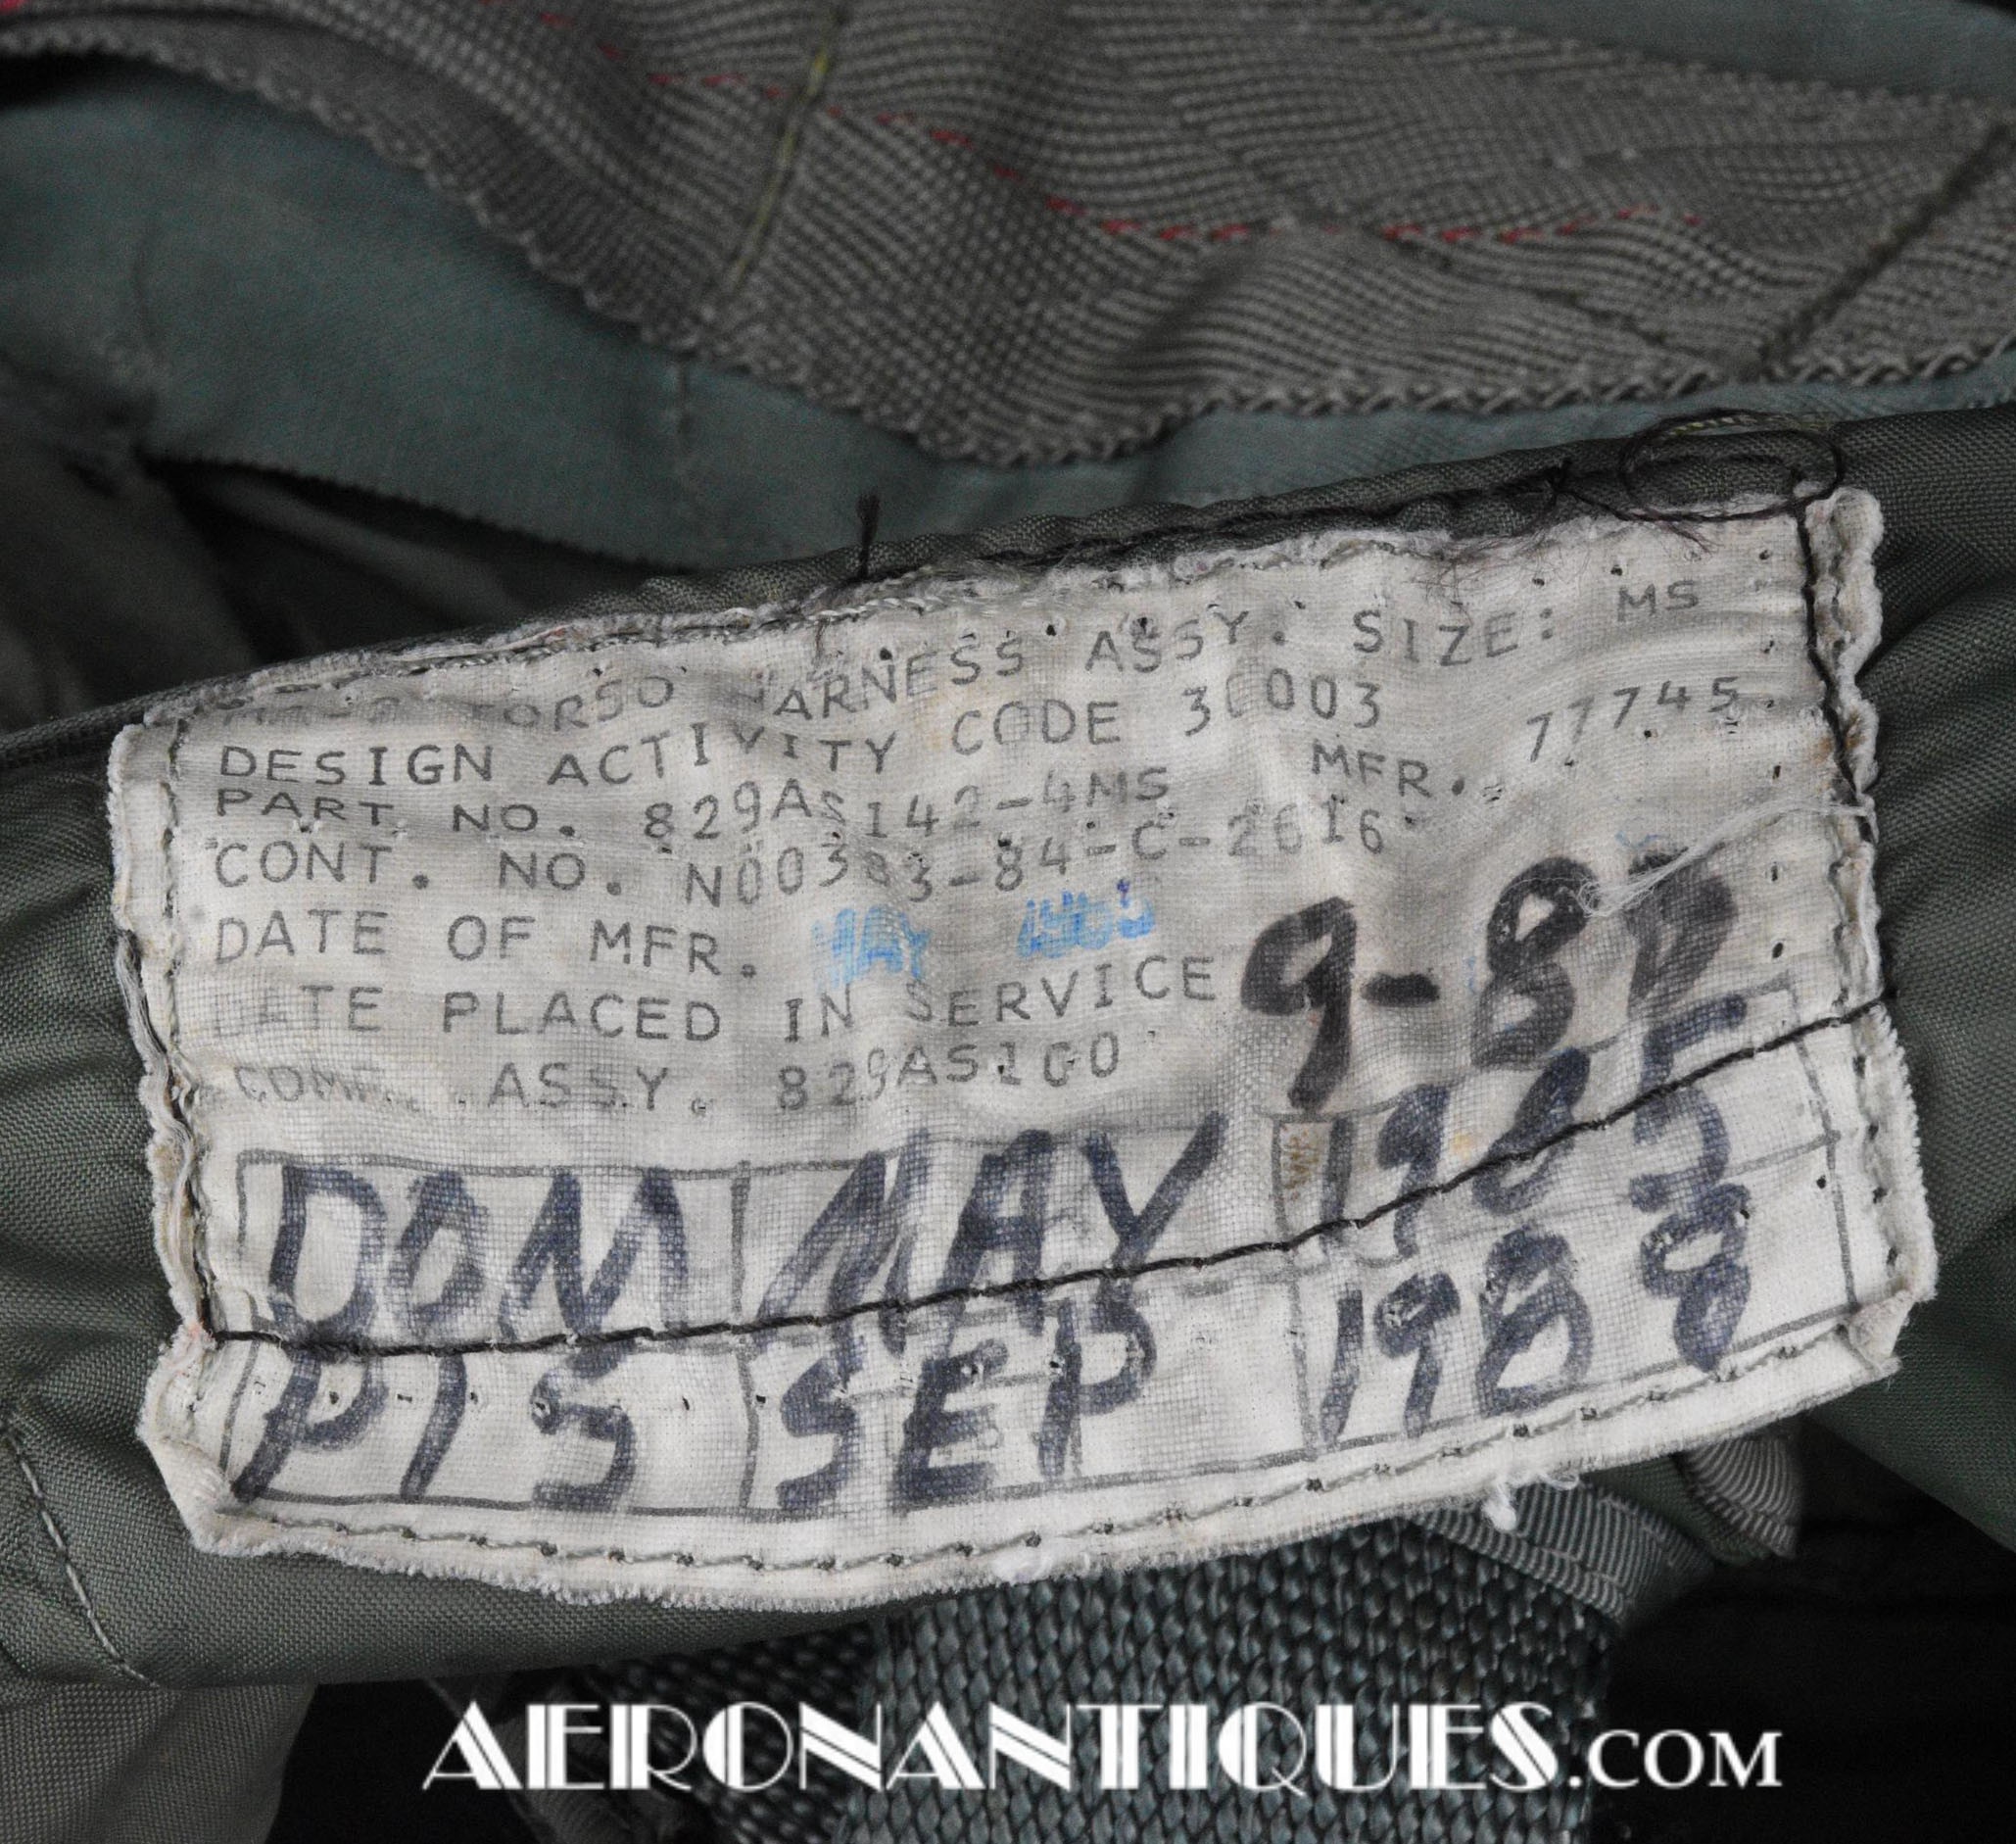 TORSO HARNESS ASSY. SIZE: MS
DESIGN ACTIVITY CODE 30003
PART NO. 829AS142-4MS MFR. 77745
CONT. NO. N00383-84-C-2616
DATE OF MFR. MAY 1985
DATE PLACED IN SERVICE 9-88
COMP. ASSY. 829AS100
DOM MAY 1985
PIS SEP 1988
AERONANTIQUES.COM